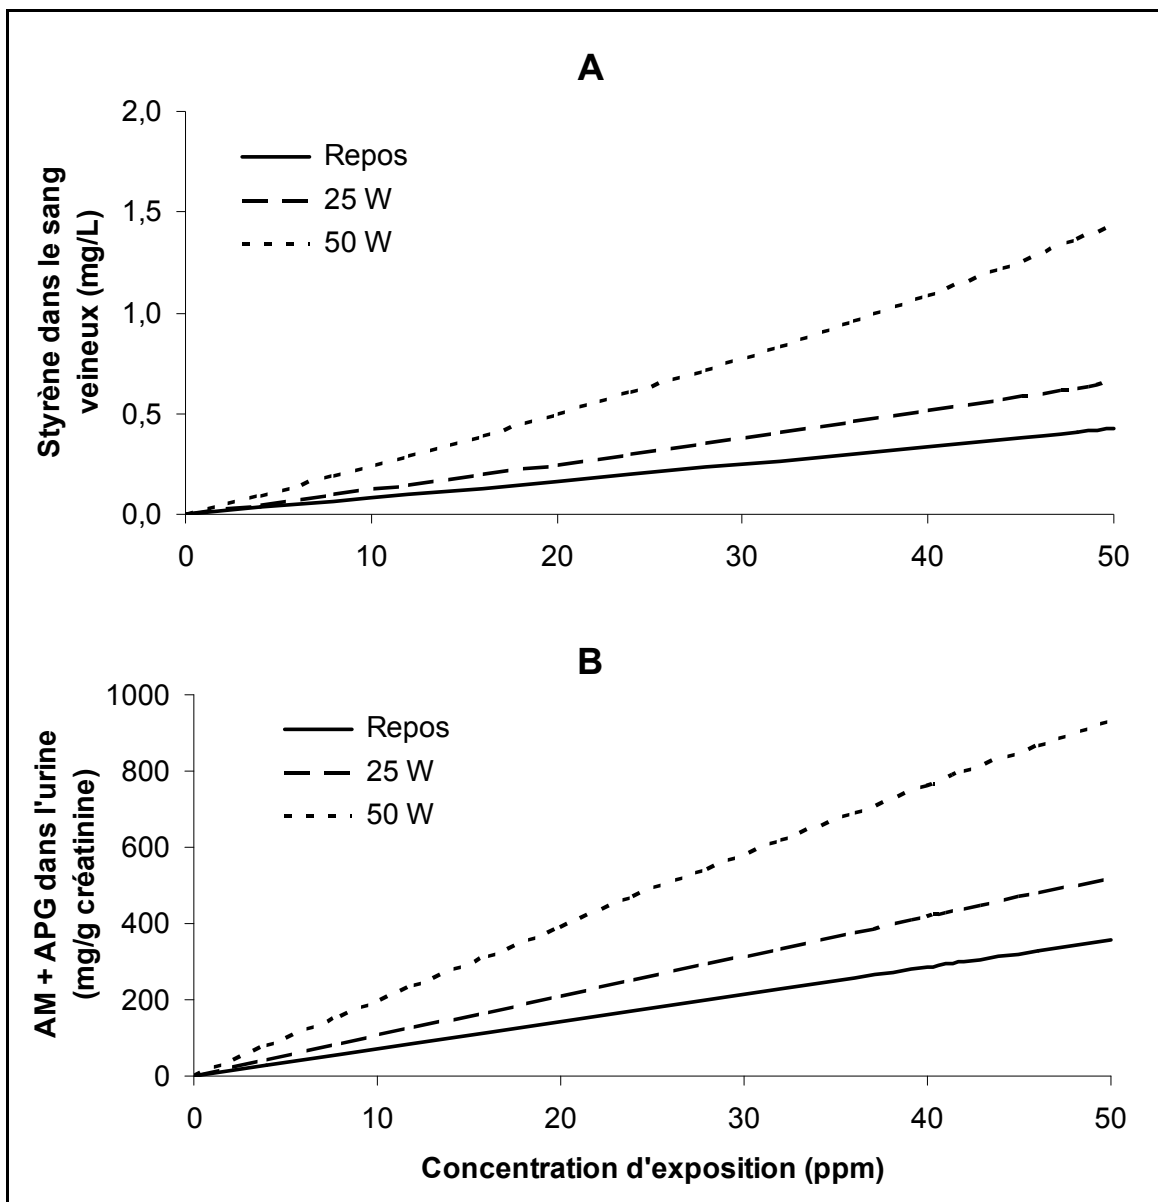 A
Styrène dans le sang
veineux (mg/L)
2,0
1,5
1,0
0,5
0,0
Repos
25 W
50 W
0 10 20 30 40 50
B
AM + APG dans l'urine
(mg/g créatinine)
1000
800
600
400
200
0
Repos
25 W
50 W
0 10 20 30 40 50
Concentration d'exposition (ppm)